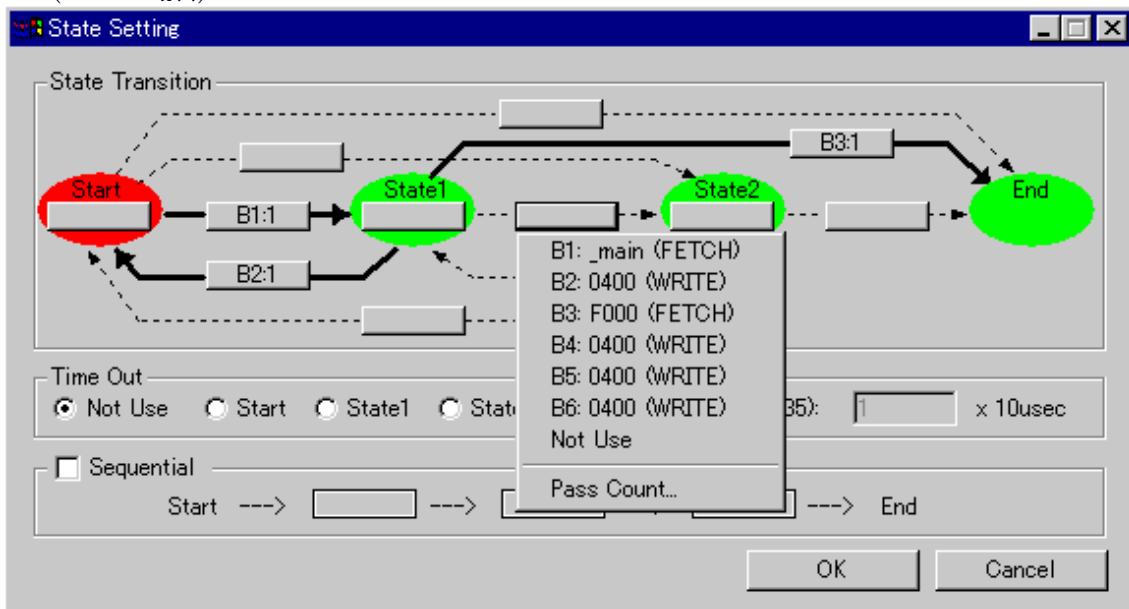 State Setting
State Transition
B3:1
Start
State1
State2
End
B1:1
B2:1
B1: _main (FETCH)
B2: 0400 (WRITE)
B3: F000 (FETCH)
B4: 0400 (WRITE)
B5: 0400 (WRITE)
B6: 0400 (WRITE)
Not Use
Pass Count...
Time Out
Not Use Start State1 35): 1 x 10usec
Sequential
Start ---> ---> ---> End
OK Cancel